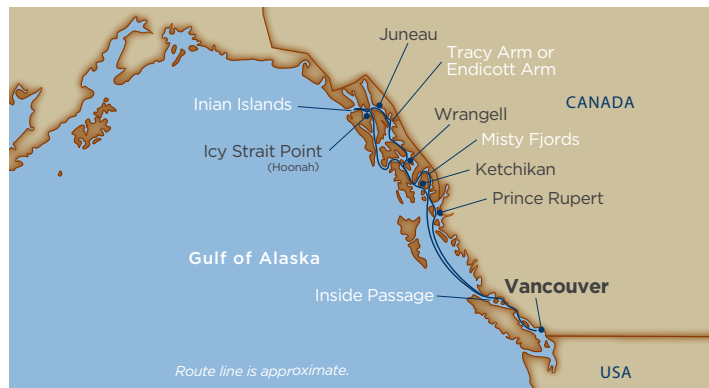 Juneau
Tracy Arm or
Endicott Arm
Inian Islands
CANADA
Wrangell
Misty Fjords
Icy Strait Point
(Hoonah)
Ketchikan
Prince Rupert
Gulf of Alaska
Vancouver
Inside Passage
Route line is approximate.
USA